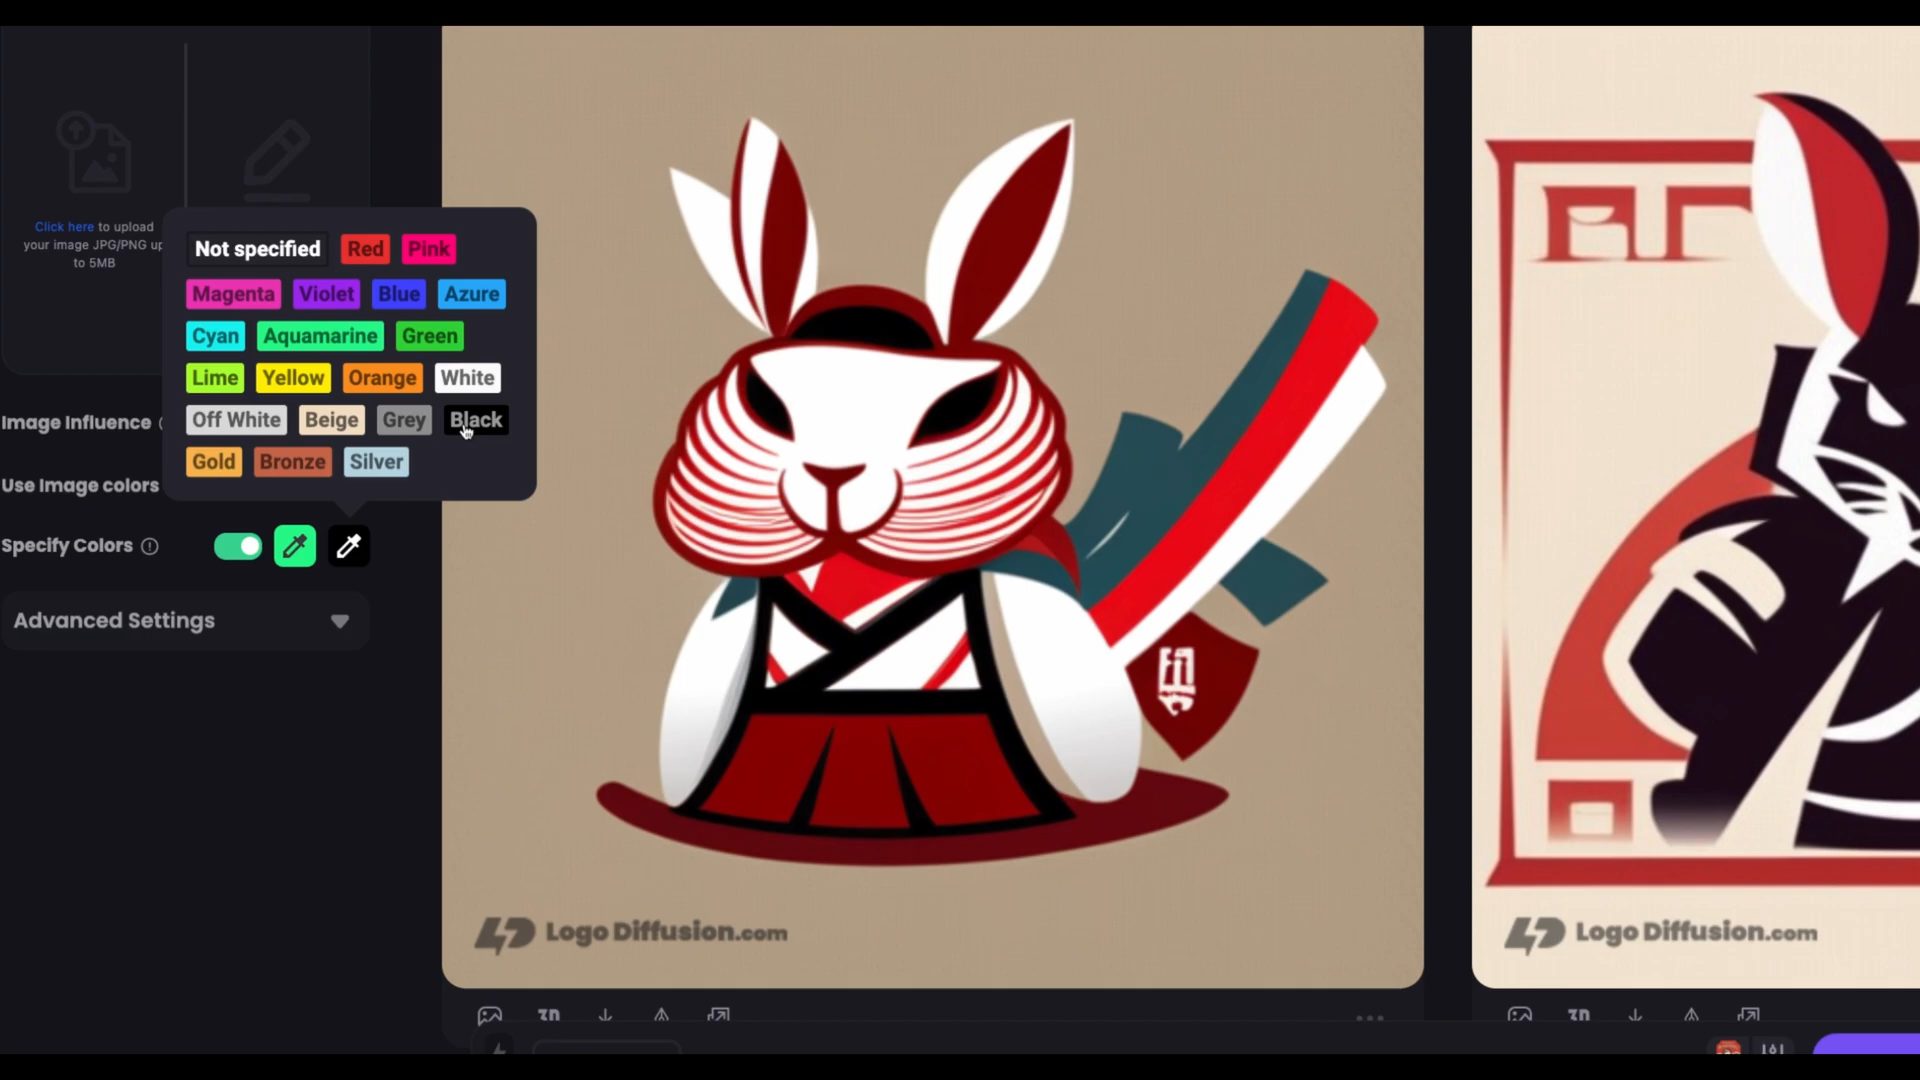 Click here to upload
your image JPG/PNG up
to 5MB
Not specified Red Pink
Magenta Violet Blue Azure
Cyan Aquamarine Green
Lime Yellow Orange White
Off White Beige Grey Black
Gold Bronze Silver
Image Influence
Use Image colors
Specify Colors
Advanced Settings
Logo Diffusion.com
3D
Logo Diffusion.com
3D